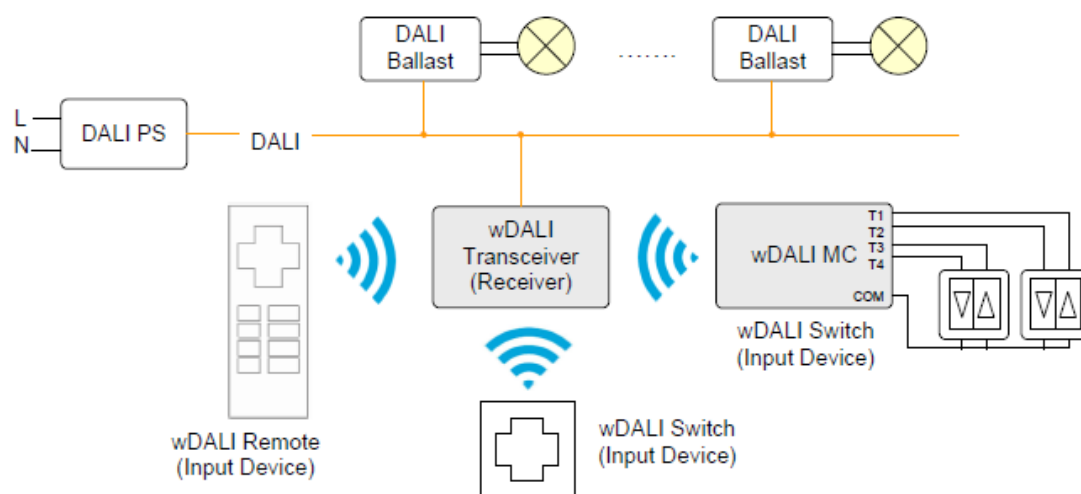 DALI
Ballast
.......
DALI
Ballast
L
N
DALI PS
DALI
wDALI
Transceiver
(Receiver)
wDALI MC
T1
T2
T3
T4
COM
wDALI Switch
(Input Device)
wDALI Remote
(Input Device)
wDALI Switch
(Input Device)